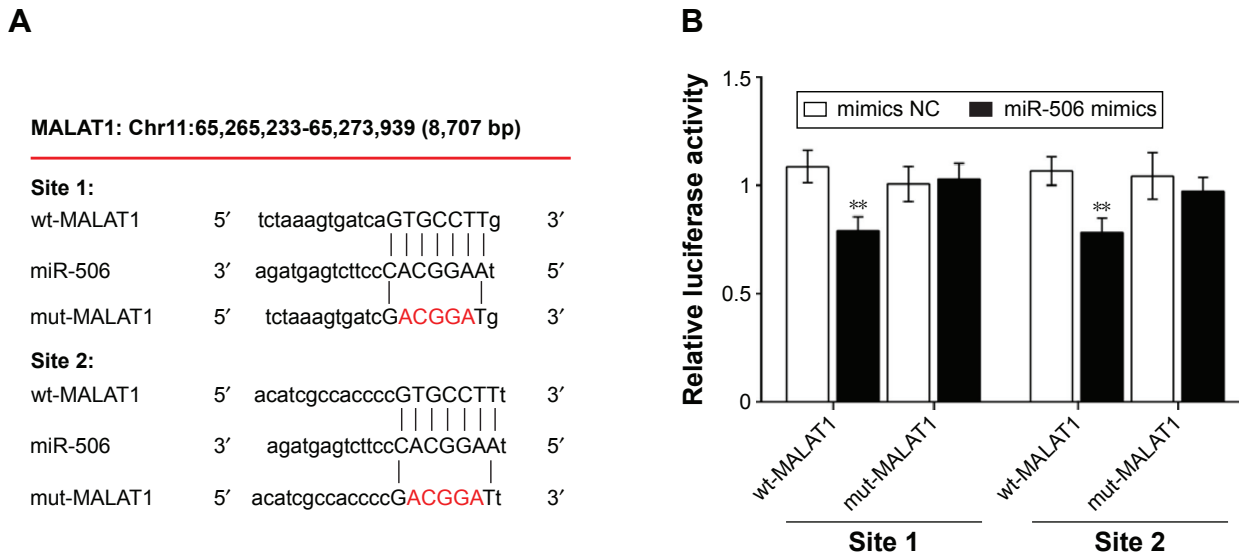 A
MALAT1: Chr11:65,265,233-65,273,939 (8,707 bp)
Site 1:
wt-MALAT1 5′ tctaaagtgatcaGTGCCTTg 3′
miR-506 3′ agatgagtcttccCACGGAAt 5′
mut-MALAT1 5′ tctaaagtgatcGACGGATg 3′
Site 2:
wt-MALAT1 5′ acatcgccaccccGTGCCTTt 3′
miR-506 3′ agatgagtcttccCACGGAAt 5′
mut-MALAT1 5′ acatcgccaccccGACGGATt 3′
B
Relative luciferase activity
1.5
1
0.5
0
mimics NC miR-506 mimics
** **
wt-MALAT1 mut-MALAT1 wt-MALAT1 mut-MALAT1
Site 1 Site 2